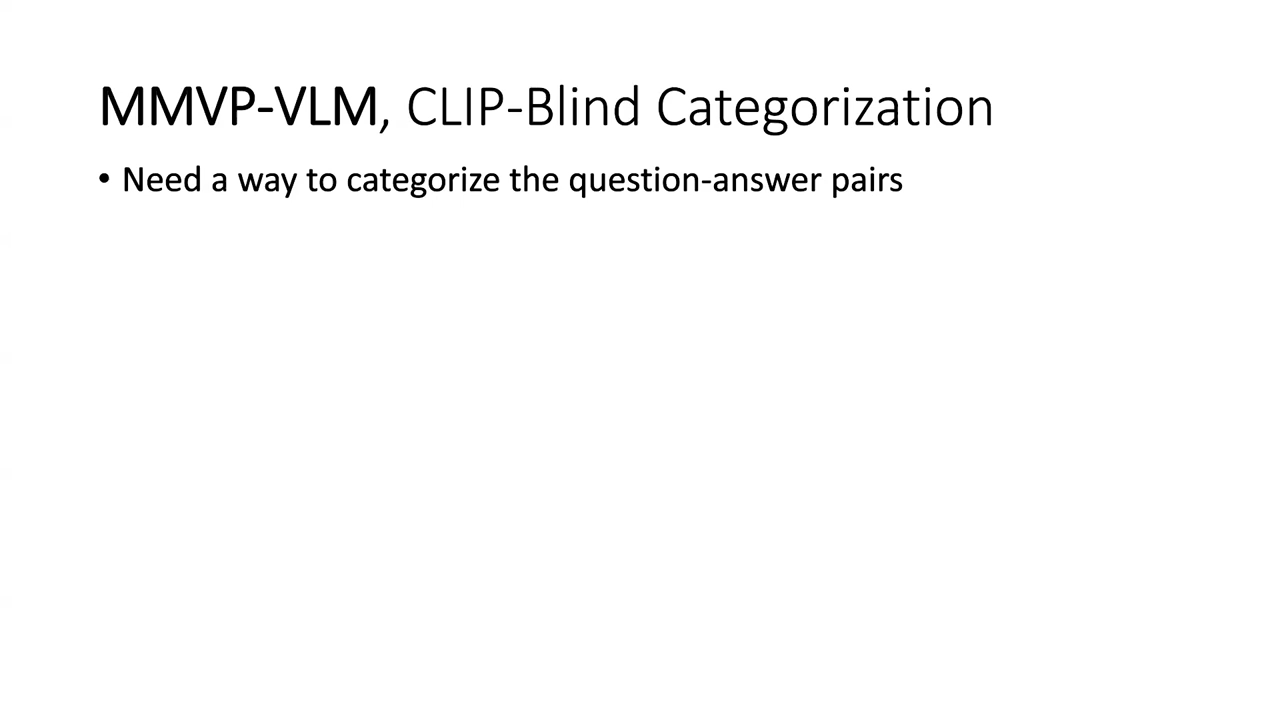 MMVP-VLM, CLIP-Blind Categorization
• Need a way to categorize the question-answer pairs